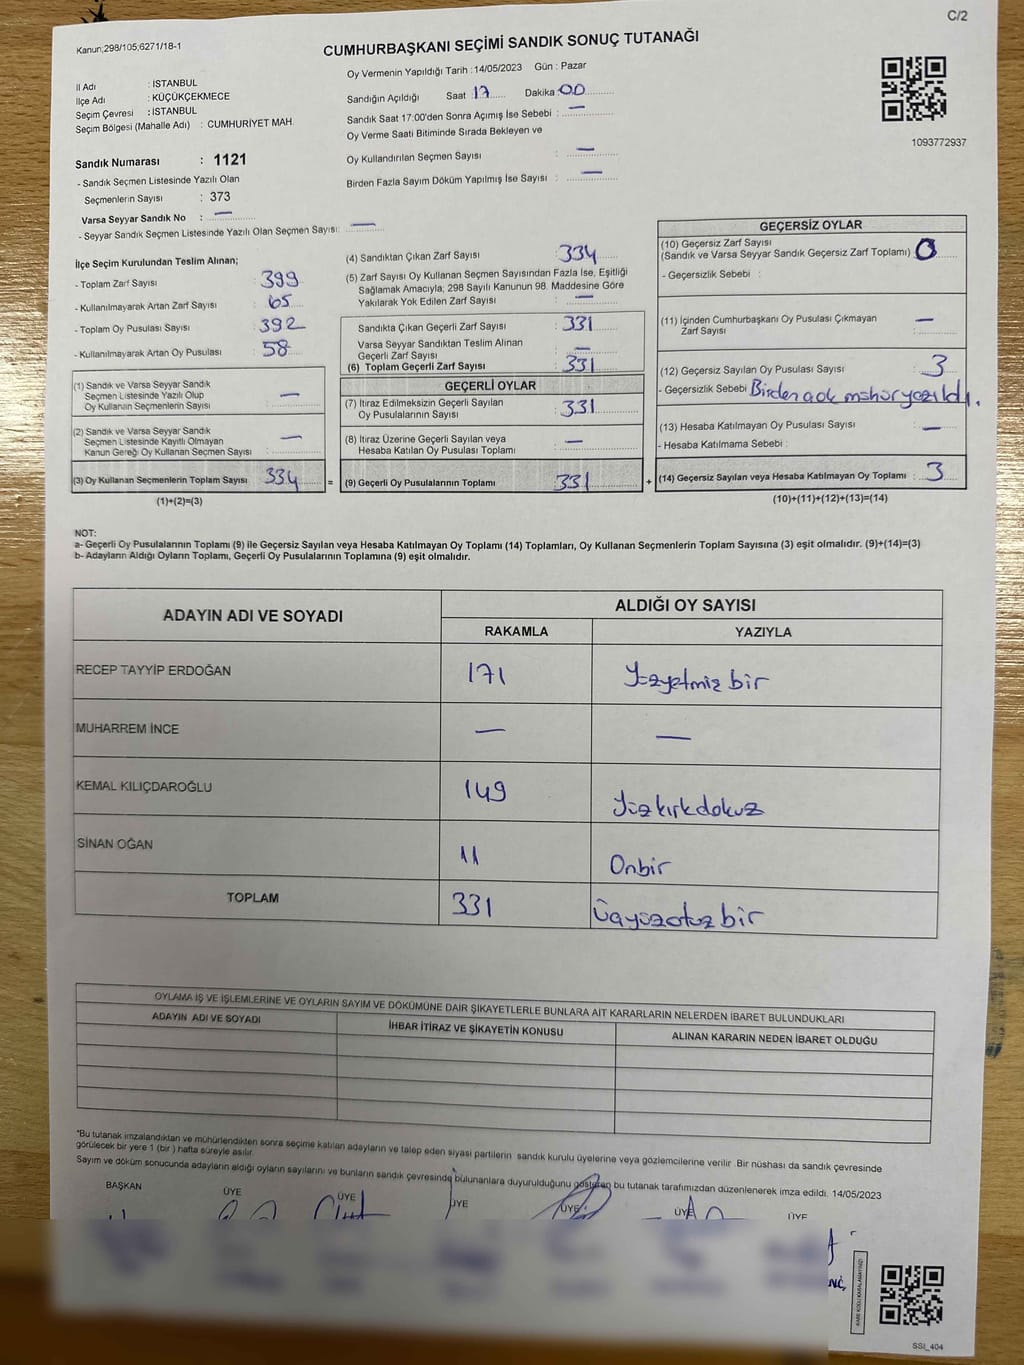 C/2
Kanun;298/105;6271/18-1
CUMHURBAŞKANI SEÇİMİ SANDIK SONUÇ TUTANAĞI
İl Adı : İSTANBUL
İlçe Adı : KÜÇÜKÇEKMECE
Seçim Çevresi : İSTANBUL
Seçim Bölgesi (Mahalle Adı) : CUMHURİYET MAH.
Sandık Numarası : 1121
- Sandık Seçmen Listesinde Yazılı Olan
Seçmenlerin Sayısı : 373
Varsa Seyyar Sandık No : —
- Seyyar Sandık Seçmen Listesinde Yazılı Olan Seçmen Sayısı: —
Oy Vermenin Yapıldığı Tarih :14/05/2023 Gün : Pazar
Sandığın Açıldığı Saat :17 Dakika :00
Sandık Saat 17:00'den Sonra Açımış İse Sebebi : —
Oy Verme Saati Bitiminde Sırada Bekleyen ve
Oy Kullandırılan Seçmen Sayısı : —
Birden Fazla Sayım Döküm Yapılmış İse Sayısı : —
1093772937
İlçe Seçim Kurulundan Teslim Alınan;
- Toplam Zarf Sayısı : 399
- Kullanılmayarak Artan Zarf Sayısı : 65
- Toplam Oy Pusulası Sayısı : 392
- Kullanılmayarak Artan Oy Pusulası : 58
(1) Sandık ve Varsa Seyyar Sandık
Seçmen Listesinde Yazılı Olup
Oy Kullanan Seçmenlerin Sayısı : —
(2) Sandık ve Varsa Seyyar Sandık
Seçmen Listesinde Kayıtlı Olmayan
Kanun Gereği Oy Kullanan Seçmen Sayısı : —
(3) Oy Kullanan Seçmenlerin Toplam Sayısı 334 =
(1)+(2)=(3)
(4) Sandıktan Çıkan Zarf Sayısı : 334
(5) Zarf Sayısı Oy Kullanan Seçmen Sayısından Fazla İse, Eşitliği
Sağlamak Amacıyla; 298 Sayılı Kanunun 98. Maddesine Göre
Yakılarak Yok Edilen Zarf Sayısı : —
Sandıkta Çıkan Geçerli Zarf Sayısı : 331
Varsa Seyyar Sandıktan Teslim Alınan
Geçerli Zarf Sayısı : —
(6) Toplam Geçerli Zarf Sayısı : 331
GEÇERLİ OYLAR
(7) İtiraz Edilmeksizin Geçerli Sayılan
Oy Pusulalarının Sayısı : 331
(8) İtiraz Üzerine Geçerli Sayılan veya
Hesaba Katılan Oy Pusulası Toplamı : —
(9) Geçerli Oy Pusulalarının Toplamı : 331 +
GEÇERSİZ OYLAR
(10) Geçersiz Zarf Sayısı
(Sandık ve Varsa Seyyar Sandık Geçersiz Zarf Toplamı) : 0
- Geçersizlik Sebebi :
(11) İçinden Cumhurbaşkanı Oy Pusulası Çıkmayan
Zarf Sayısı : —
(12) Geçersiz Sayılan Oy Pusulası Sayısı : 3
- Geçersizlik Sebebi Birden çok mühür yazıldı.
(13) Hesaba Katılmayan Oy Pusulası Sayısı : —
- Hesaba Katılmama Sebebi :
(14) Geçersiz Sayılan veya Hesaba Katılmayan Oy Toplamı : 3
(10)+(11)+(12)+(13)=(14)
NOT:
a- Geçerli Oy Pusulalarının Toplamı (9) ile Geçersiz Sayılan veya Hesaba Katılmayan Oy Toplamı (14) Toplamları, Oy Kullanan Seçmenlerin Toplam Sayısına (3) eşit olmalıdır. (9)+(14)=(3)
b- Adayların Aldığı Oyların Toplamı, Geçerli Oy Pusulalarının Toplamına (9) eşit olmalıdır.
ADAYIN ADI VE SOYADI ALDIĞI OY SAYISI
RAKAMLA YAZIYLA
RECEP TAYYİP ERDOĞAN 171 Yüzyetmiz bir
MUHARREM İNCE — —
KEMAL KILIÇDAROĞLU 149 Yüzkırkdokuz
SİNAN OĞAN 11 Onbir
TOPLAM 331 Üçyüzotuz bir
OYLAMA İŞ VE İŞLEMLERİNE VE OYLARIN SAYIM VE DÖKÜMÜNE DAİR ŞİKAYETLERLE BUNLARA AİT KARARLARIN NELERDEN İBARET BULUNDUKLARI
ADAYIN ADI VE SOYADI İHBAR İTİRAZ VE ŞİKAYETİN KONUSU ALINAN KARARIN NEDEN İBARET OLDUĞU
*Bu tutanak imzalandıktan ve mühürlendikten sonra seçime katılan adayların ve talep eden siyasi partilerin sandık kurulu üyelerine veya gözlemcilerine verilir. Bir nüshası da sandık çevresinde
görülecek bir yere 1 (bir ) hafta süreyle asılır.
Sayım ve döküm sonucunda adayların aldığı oyların sayılarını ve bunların sandık çevresinde bulunanlara duyurulduğunu gösteren bu tutanak tarafımızdan düzenlenerek imza edildi. 14/05/2023
BAŞKAN ÜYE ÜYE ÜYE ÜYE ÜYE ÜYE
KARE KODU KARALAMAYINIZ!
SSI_404